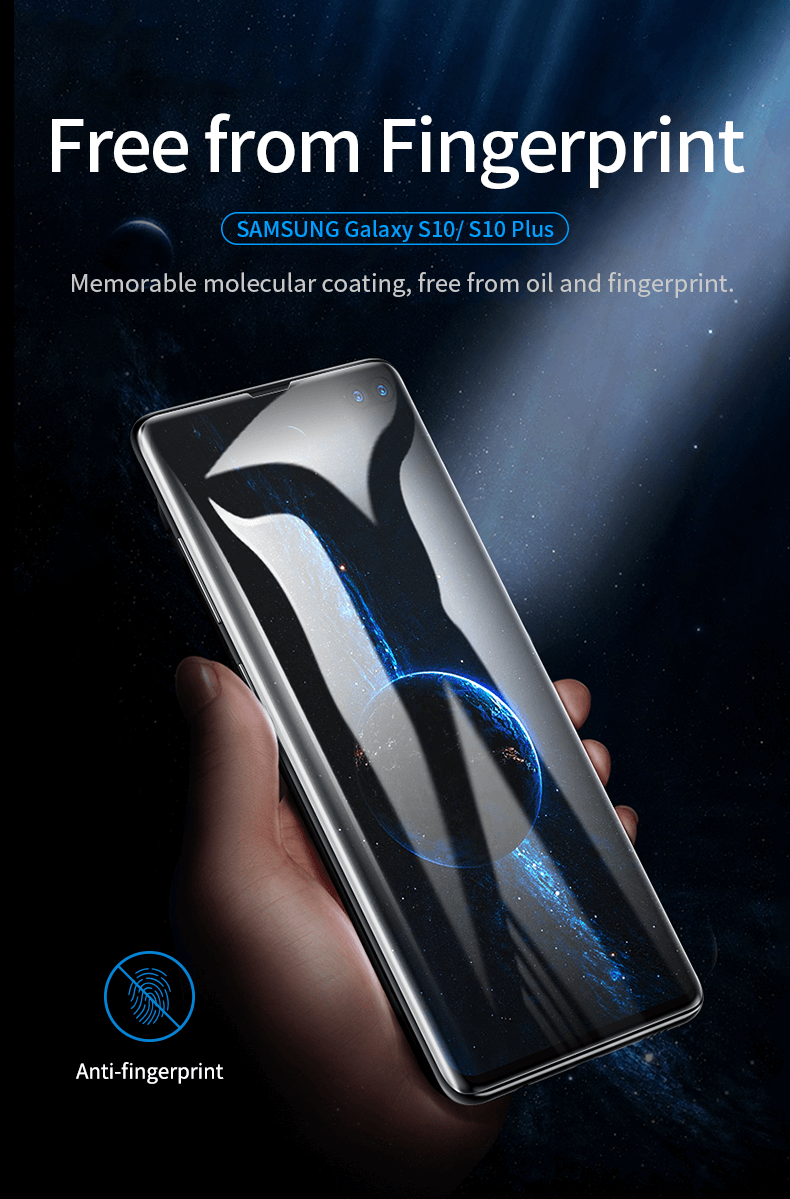 Free from Fingerprint
SAMSUNG Galaxy S10/ S10 Plus
Memorable molecular coating, free from oil and fingerprint.
Anti-fingerprint